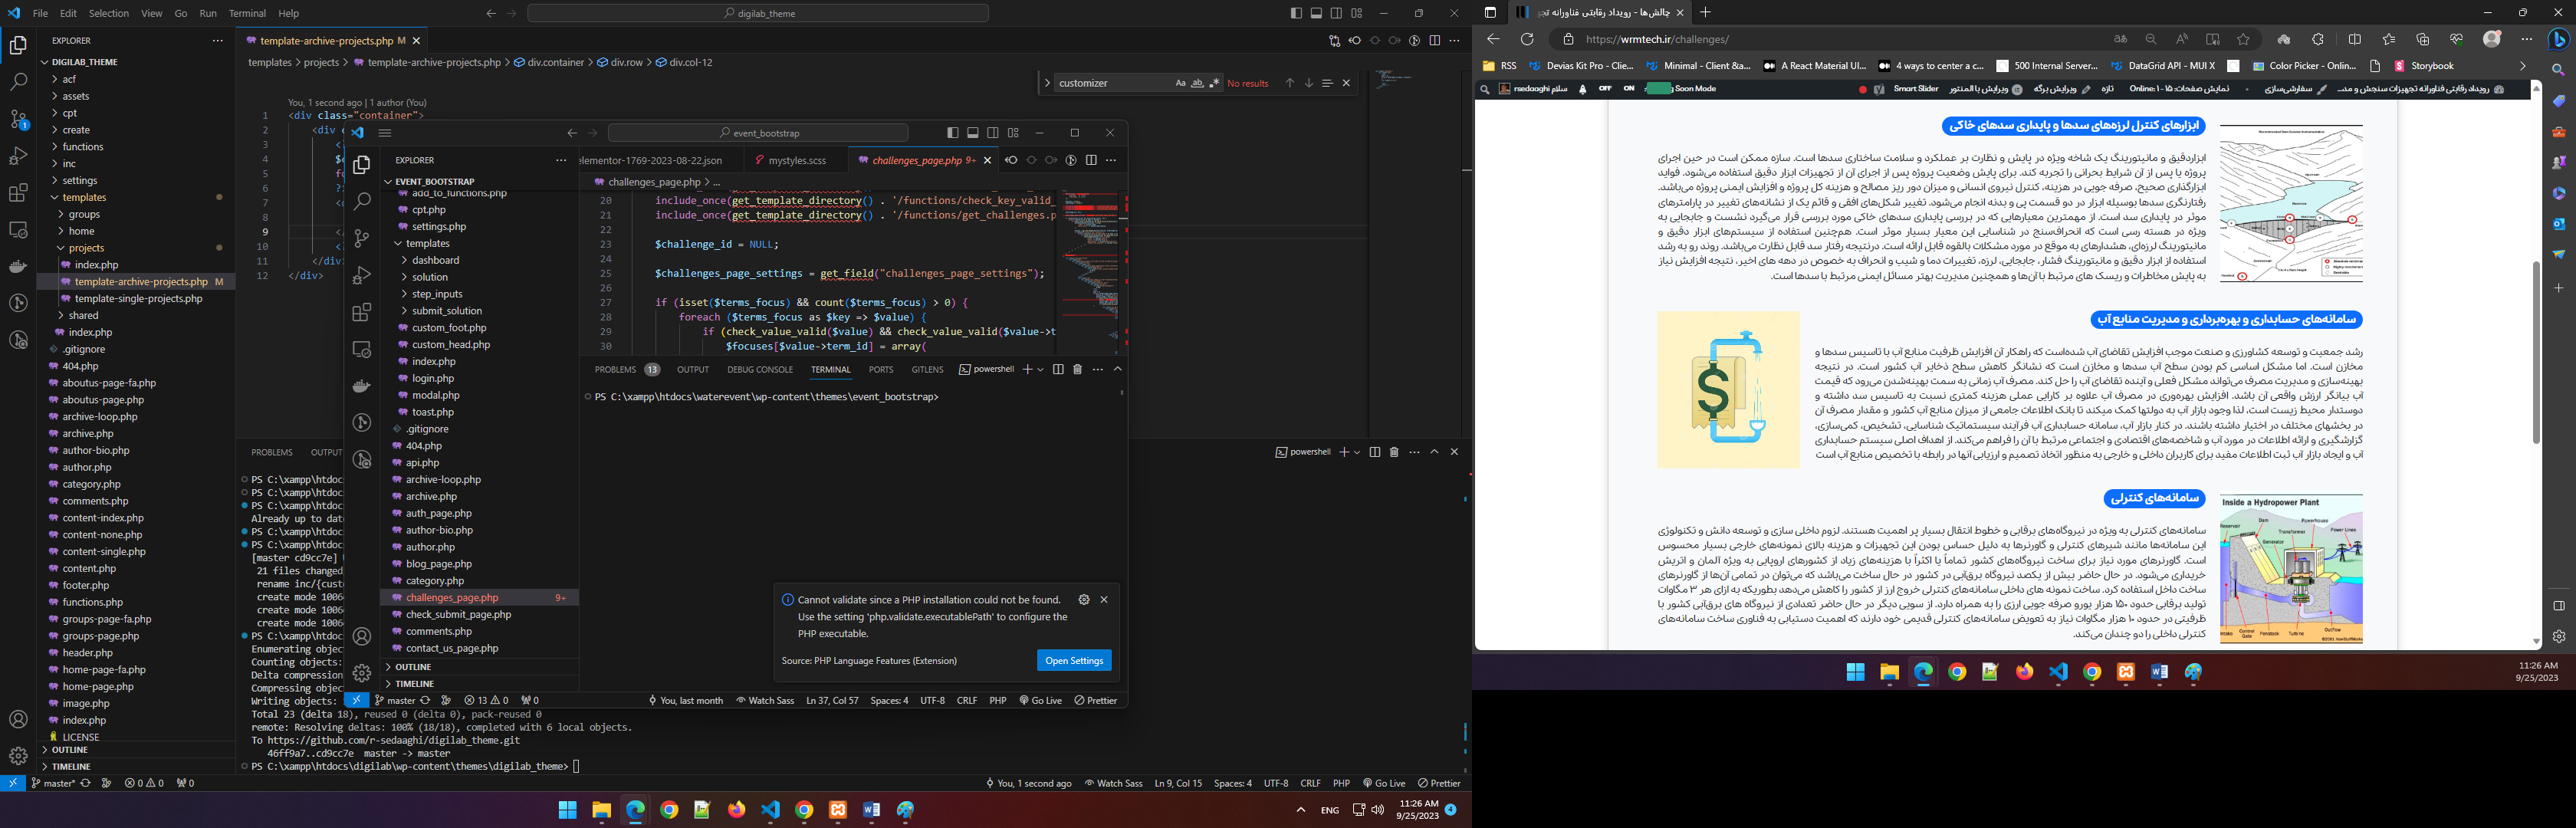 File Edit Selection View Go Run Terminal Help
digilab_theme
EXPLORER
DIGILAB_THEME
acf
assets
cpt
create
functions
inc
settings
templates
groups
home
projects
index.php
template-archive-projects.php M
template-single-projects.php
shared
index.php
.gitignore
404.php
aboutus-page-fa.php
aboutus-page.php
archive-loop.php
archive.php
author-bio.php
author.php
category.php
comments.php
content-index.php
content-none.php
content-single.php
content.php
footer.php
functions.php
groups-page-fa.php
groups-page.php
header.php
home-page-fa.php
home-page.php
image.php
index.php
LICENSE
OUTLINE
TIMELINE
template-archive-projects.php M
templates > projects > template-archive-projects.php > div.container > div.row > div.col-12
customizer
No results
You, 1 second ago | 1 author (You)
1 <div class="container">
2 <div
3
4
5
6
7
8
9
10
11 </div>
12 </div>
event_bootstrap
EXPLORER
EVENT_BOOTSTRAP
add_to_functions.php
cpt.php
settings.php
templates
dashboard
solution
step_inputs
submit_solution
custom_foot.php
custom_head.php
index.php
login.php
modal.php
toast.php
.gitignore
404.php
api.php
archive-loop.php
archive.php
auth_page.php
author-bio.php
author.php
blog_page.php
category.php
challenges_page.php 9+
check_submit_page.php
comments.php
contact_us_page.php
OUTLINE
TIMELINE
elementor-1769-2023-08-22.json
mystyles.scss
challenges_page.php 9+
challenges_page.php > ...
20 include_once(get_template_directory() . '/functions/check_key_valid_
21 include_once(get_template_directory() . '/functions/get_challenges.p
22
23 $challenge_id = NULL;
24
25 $challenges_page_settings = get_field("challenges_page_settings");
26
27 if (isset($terms_focus) && count($terms_focus) > 0) {
28 foreach ($terms_focus as $key => $value) {
29 if (check_value_valid($value) && check_value_valid($value->t
30 $focuses[$value->term_id] = array(
PROBLEMS 13 OUTPUT DEBUG CONSOLE TERMINAL PORTS GITLENS
powershell
PS C:\xampp\htdocs\waterevent\wp-content\themes\event_bootstrap>
Cannot validate since a PHP installation could not be found.
Use the setting 'php.validate.executablePath' to configure the
PHP executable.
Source: PHP Language Features (Extension)
Open Settings
master 13 0 0 You, last month Watch Sass Ln 37, Col 57 Spaces: 4 UTF-8 CRLF PHP Go Live Prettier
PROBLEMS OUTPUT
powershell
PS C:\xampp\htdocs
PS C:\xampp\htdocs
PS C:\xampp\htdocs
Already up to dat
PS C:\xampp\htdocs
PS C:\xampp\htdocs
[master cd9cc7e]
21 files changed
rename inc/{cust
create mode 1006
create mode 1006
create mode 1006
PS C:\xampp\htdocs
Enumerating objec
Counting objects:
Delta compression
Compressing objec
Writing objects:
Total 23 (delta 18), reused 0 (delta 0), pack-reused 0
remote: Resolving deltas: 100% (18/18), completed with 6 local objects.
To https://github.com/r-sedaaghi/digilab_theme.git
46ff9a7..cd9cc7e master -> master
PS C:\xampp\htdocs\digilab\wp-content\themes\digilab_theme>
master* 0 0 0 You, 1 second ago Watch Sass Ln 9, Col 15 Spaces: 4 UTF-8 CRLF PHP Go Live Prettier
ENG
11:26 AM
9/25/2023
4
چالش‌ها - رویداد رقابتی فناورانه تجه
https://wrmtech.ir/challenges/
RSS Devias Kit Pro - Clie... Minimal - Client &a... A React Material UI... 4 ways to center a c... 500 Internal Server... DataGrid API - MUI X Color Picker - Onlin... Storybook
سلام rsedaaghi OFF ON Soon Mode Smart Slider ویرایش با المنتور ویرایش برگه تازه نمایش صفحات: ۱۵ - ۱ :Online سفارشی‌سازی رویداد رقابتی فناورانه تجهیزات سنجش و مد...
ابزارهای کنترل لرزه‌های سدها و پایداری سدهای خاکی
ابزاردقیق و مانیتورینگ یک شاخه ویژه در پایش و نظارت بر عملکرد و سلامت ساختاری سدها است. سازه ممکن است در حین اجرای
پروژه یا پس از آن شرایط بحرانی را تجربه کند. برای پایش وضعیت پروژه پس از اجرای آن از تجهیزات ابزار دقیق استفاده می‌شود. فواید
ابزارگذاری صحیح، صرفه جویی در هزینه، کنترل نیروی انسانی و میزان دور ریز مصالح و هزینه کل پروژه و افزایش ایمنی پروژه می‌باشد.
رفتارنگری سدها بوسیله ابزار در دو قسمت پی و بدنه انجام می‌شود. تغییر شکل‌های افقی و قائم یک از نشانه‌های تغییر در پارامترهای
موثر در پایداری سد است. از مهمترین معیارهایی که در بررسی پایداری سدهای خاکی مورد بررسی قرار می‌گیرد نشست و جابجایی به
ویژه در هسته رسی است که انحراف‌سنج در شناسایی این معیار بسیار موثر است. هم‌چنین استفاده از سیستم‌های ابزار دقیق و
مانیتورینگ لرزه‌ای، هشدارهای به موقع در مورد مشکلات بالقوه قابل ارائه است. درنتیجه رفتار سد قابل نظارت می‌باشد. روند رو به رشد
استفاده از ابزار دقیق و مانیتورینگ فشار، جابجایی، لرزه، تغییرات دما و شیب و انحراف به خصوص در دهه های اخیر، نتیجه افزایش نیاز
به پایش مخاطرات و ریسک های مرتبط با آن‌ها و همچنین مدیریت بهتر مسائل ایمنی مرتبط با سدها است.
سامانه‌های حسابداری و بهره‌برداری و مدیریت منابع آب
رشد جمعیت و توسعه کشاورزی و صنعت موجب افزایش تقاضای آب شده‌است که راهکار آن افزایش ظرفیت منابع آب با تاسیس سدها و
مخازن است. اما مشکل اساسی کم بودن سطح آب سدها و مخازن است که نشانگر کاهش سطح ذخایر آب کشور است. در نتیجه
بهینه‌سازی و مدیریت مصرف می‌تواند مشکل فعلی و آینده تقاضای آب را حل کند. مصرف آب زمانی به سمت بهینه‌شدن می‌رود که قیمت
آب بیانگر ارزش واقعی آن باشد. افزایش بهره‌وری در مصرف آب علاوه بر کارایی عملی هزینه کمتری نسبت به تاسیس سد داشته و
دوستدار محیط زیست است، لذا وجود بازار آب به دولتها کمک میکند تا بانک اطلاعات جامعی از میزان منابع آب کشور و مقدار مصرف آن
در بخشهای مختلف در اختیار داشته باشند. در کنار بازار آب، سامانه حسابداری آب فرآیند سیستماتیک شناسایی، تشخیص، کمی‌سازی،
گزارشگیری و ارائه اطلاعات در مورد آب و شاخصه‌های اقتصادی و اجتماعی مرتبط با آن را فراهم می‌کند. از اهداف اصلی سیستم حسابداری
آب و ایجاد بازار آب ثبت اطلاعات مفید برای کاربران داخلی و خارجی به منظور اتخاذ تصمیم و ارزیابی آنها در رابطه با تخصیص منابع آب است
سامانه‌های کنترلی
سامانه‌های کنترلی به ویژه در نیروگاه‌های برقابی و خطوط انتقال بسیار پر اهمیت هستند. لزوم داخلی سازی و توسعه دانش و تکنولوژی
این سامانه‌ها مانند شیرهای کنترلی و گاورنرها به دلیل حساس بودن این تجهیزات و هزینه بالای نمونه‌های خارجی بسیار محسوس
است. گاورنرهای مورد نیاز برای ساخت نیروگاه‌های کشور تماماً یا اکثراً با هزینه‌های زیاد از کشورهای اروپایی به ویژه آلمان و اتریش
خریداری می‌شود. در حال حاضر بیش از یکصد نیروگاه برق‌آبی در کشور در حال ساخت می‌باشد که می‌توان در تمامی آن‌ها از گاورنرهای
ساخت داخل استفاده کرد. ساخت نمونه های داخلی سامانه‌های کنترلی خروج ارز از کشور را کاهش می‌دهد بطوریکه به ازای هر ۳ مگاوات
تولید برقابی حدود ۱۵۰ هزار یورو صرفه جویی ارزی را به همراه دارد. از سویی دیگر در حال حاضر تعدادی از نیروگاه های برق‌آبی کشور با
ظرفیتی در حدود ۱۰ هزار مگاوات نیاز به تعویض سامانه‌های کنترلی قدیمی خود دارند که اهمیت دستیابی به فناوری ساخت سامانه‌های
کنترلی داخلی را دو چندان می‌کند.
Inside a Hydropower Plant
Reservoir
Dam
Powerhouse
Transformer
Power Lines
Generator
Intake
Control Gate
Penstock
Turbine
Outflow
11:26 AM
9/25/2023